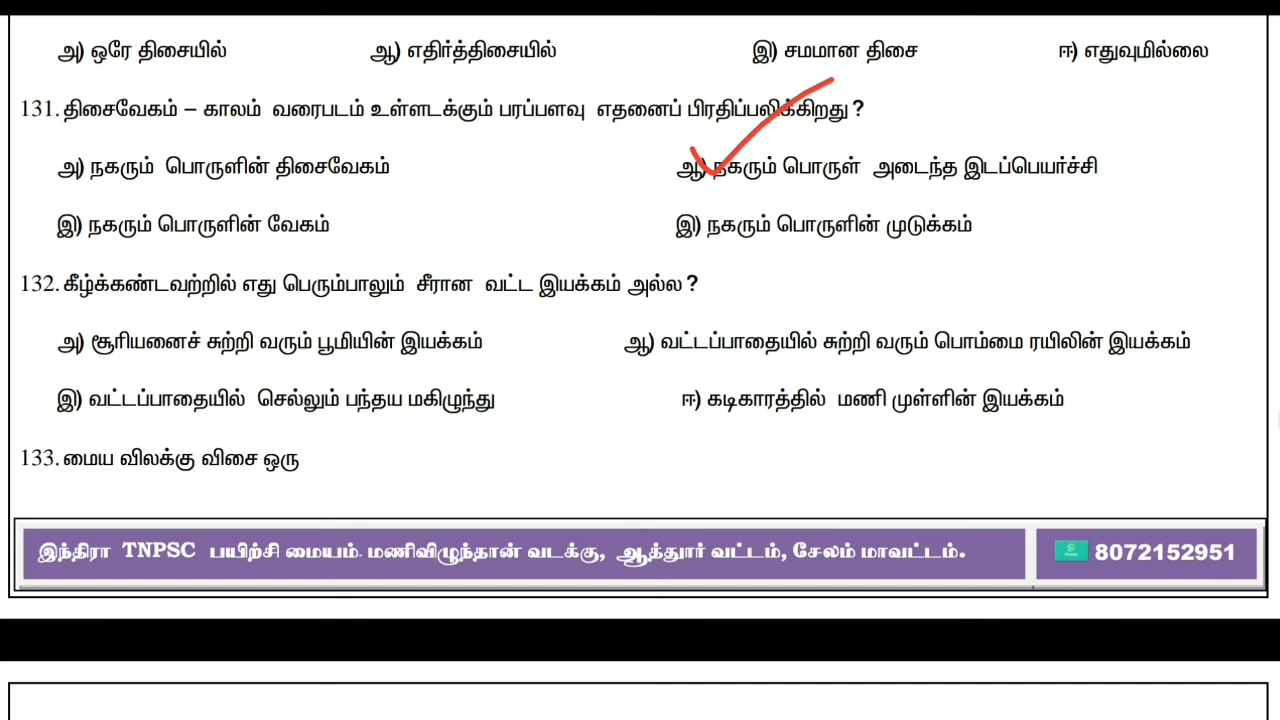 அ) ஒரே திசையில் ஆ) எதிர்த்திசையில் இ) சமமான திசை ஈ) எதுவுமில்லை
131. திசைவேகம் – காலம் வரைபடம் உள்ளடக்கும் பரப்பளவு எதனைப் பிரதிப்பலிக்கிறது ?
அ) நகரும் பொருளின் திசைவேகம் ஆ) நகரும் பொருள் அடைந்த இடப்பெயர்ச்சி
இ) நகரும் பொருளின் வேகம் இ) நகரும் பொருளின் முடுக்கம்
132. கீழ்க்கண்டவற்றில் எது பெரும்பாலும் சீரான வட்ட இயக்கம் அல்ல ?
அ) சூரியனைச் சுற்றி வரும் பூமியின் இயக்கம் ஆ) வட்டப்பாதையில் சுற்றி வரும் பொம்மை ரயிலின் இயக்கம்
இ) வட்டப்பாதையில் செல்லும் பந்தய மகிழுந்து ஈ) கடிகாரத்தில் மணி முள்ளின் இயக்கம்
133. மைய விலக்கு விசை ஒரு
இந்திரா TNPSC பயிற்சி மையம். மணிவிழுந்தான் வடக்கு, ஆத்துார் வட்டம், சேலம் மாவட்டம். 8072152951